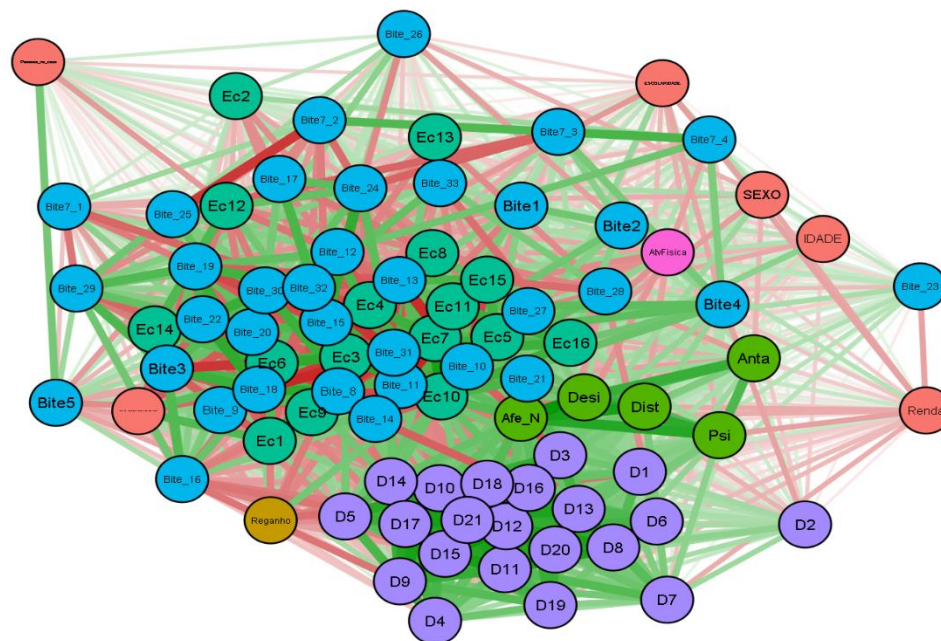 Bite_26
Ec2
ESCOLARIDADE
Bite7_2
Ec13
Bite7_3
Bite7_4
Bite_17
Bite_24
Bite_33
SEXO
Bite7_1
Bite_25
Ec12
Bite1
Bite2
IDADE
AtvFisica
Bite_12
Ec8
Bite_19
Bite_29
Bite_30
Bite_32
Bite_13
Ec15
Bite_28
Bite_23
Ec4
Ec11
Bite_27
Bite4
Ec14
Bite_22
Bite_20
Bite_15
Ec7
Ec5
Ec16
Bite3
Ec6
Ec3
Bite_31
Bite_10
Anta
Bite_21
Bite_18
Bite_8
Bite_11
Ec10
Desi
Dist
Bite5
Bite_9
Ec9
Bite_14
Afe_N
Psi
Renda
Ec1
D3
D1
Bite_16
D14
D10
D18
D16
Reganho
D5
D17
D21
D12
D13
D6
D2
D15
D20
D8
D9
D11
D7
D4
D19